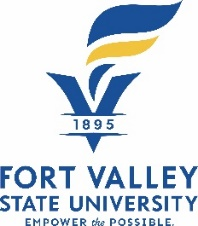 1895
FORT VALLEY
STATE UNIVERSITY
EMPOWER the POSSIBLE.